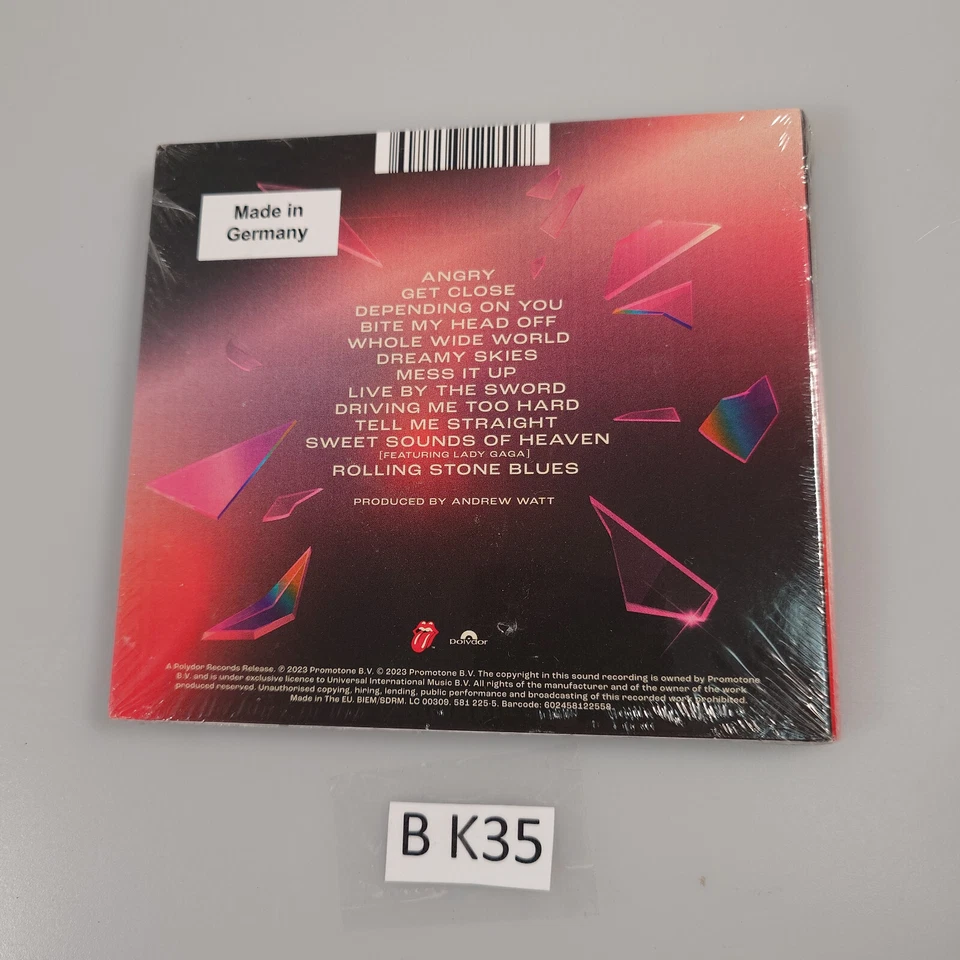 Made in
Germany
ANGRY
GET CLOSE
DEPENDING ON YOU
BITE MY HEAD OFF
WHOLE WIDE WORLD
DREAMY SKIES
MESS IT UP
LIVE BY THE SWORD
DRIVING ME TOO HARD
TELL ME STRAIGHT
SWEET SOUNDS OF HEAVEN
[FEATURING LADY GAGA]
ROLLING STONE BLUES
PRODUCED BY ANDREW WATT
Polydor
A Polydor Records Release. ℗ 2023 Promotone B.V. © 2023 Promotone B.V. The copyright in this sound recording is owned by Promotone
B.V. and is under exclusive licence to Universal International Music B.V. All rights of the manufacturer and of the owner of the work
produced reserved. Unauthorised copying, hiring, lending, public performance and broadcasting of this recorded work prohibited.
Made in The EU. BIEM/SDRM. LC 00309. 581 225-5. Barcode: 602458122558.
B K35